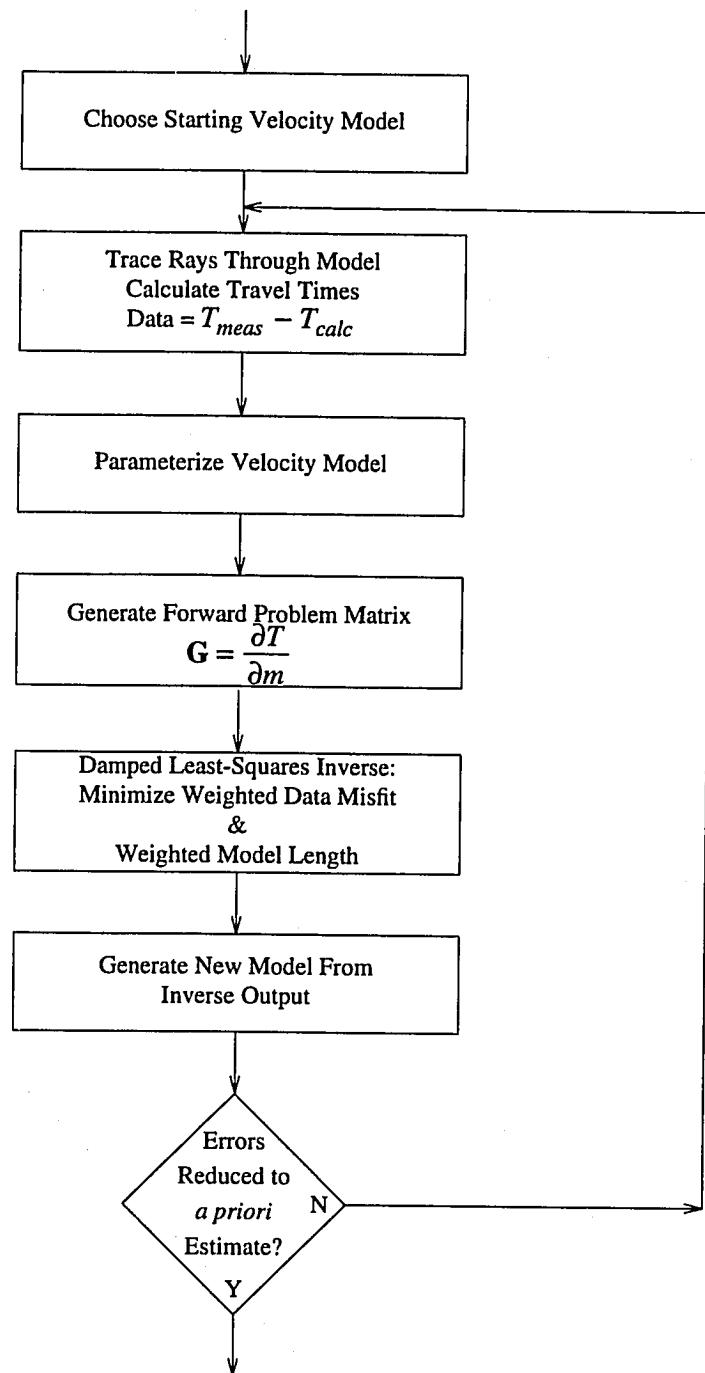 Choose Starting Velocity Model
Trace Rays Through Model
Calculate Travel Times
Data = T_meas − T_calc
Parameterize Velocity Model
Generate Forward Problem Matrix
G = ∂T/∂m
Damped Least-Squares Inverse:
Minimize Weighted Data Misfit
&
Weighted Model Length
Generate New Model From
Inverse Output
Errors
Reduced to
a priori N
Estimate?
Y